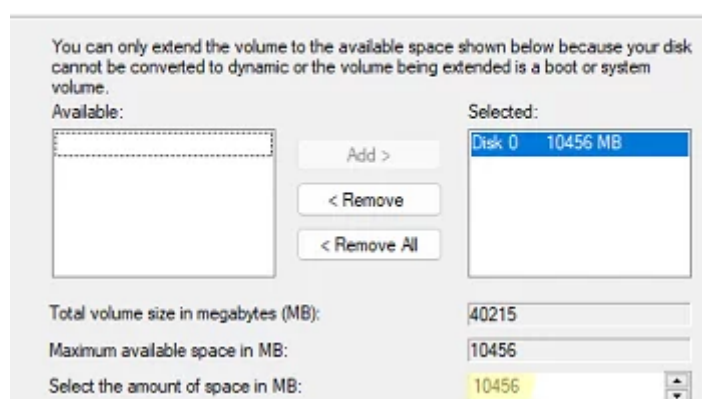 You can only extend the volume to the available space shown below because your disk
cannot be converted to dynamic or the volume being extended is a boot or system
volume.
Available:
Selected:
Disk 0 10456 MB
Add >
< Remove
< Remove All
Total volume size in megabytes (MB): 40215
Maximum available space in MB: 10456
Select the amount of space in MB: 10456